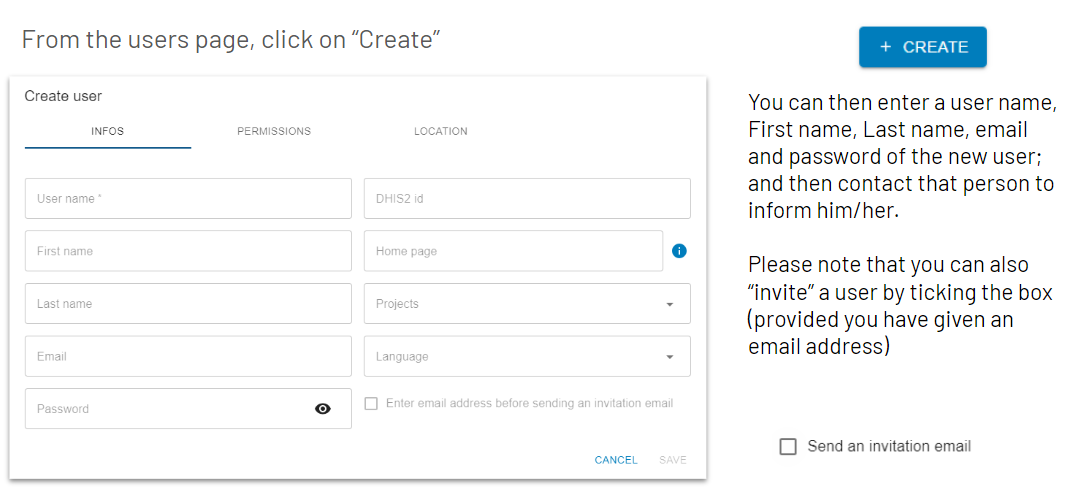 From the users page, click on “Create”
+ CREATE
Create user
INFOS PERMISSIONS LOCATION
User name *
DHIS2 id
First name
Home page
Last name
Projects
Email
Language
Password
Enter email address before sending an invitation email
CANCEL SAVE
You can then enter a user name,
First name, Last name, email
and password of the new user;
and then contact that person to
inform him/her.
Please note that you can also
“invite” a user by ticking the box
(provided you have given an
email address)
Send an invitation email